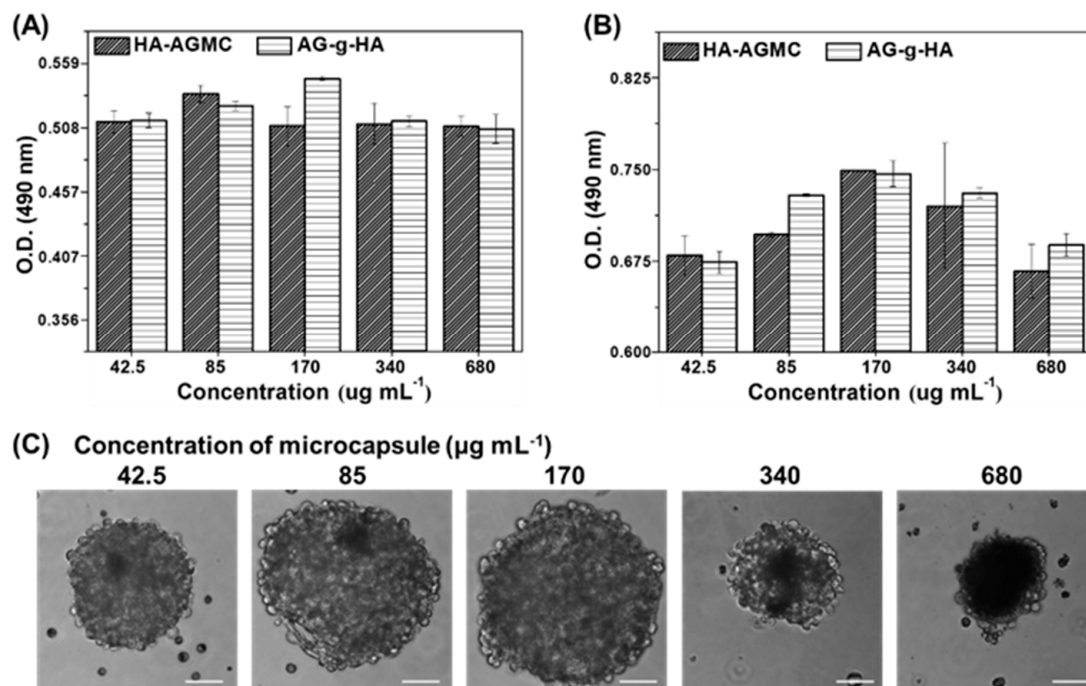 (A)
HA-AGMC AG-g-HA
0.559
0.508
0.457
0.407
0.356
O.D. (490 nm)
42.5 85 170 340 680
Concentration (ug mL-1)
(B)
HA-AGMC AG-g-HA
0.825
0.750
0.675
0.600
O.D. (490 nm)
42.5 85 170 340 680
Concentration (ug mL-1)
(C) Concentration of microcapsule (µg mL-1)
42.5 85 170 340 680